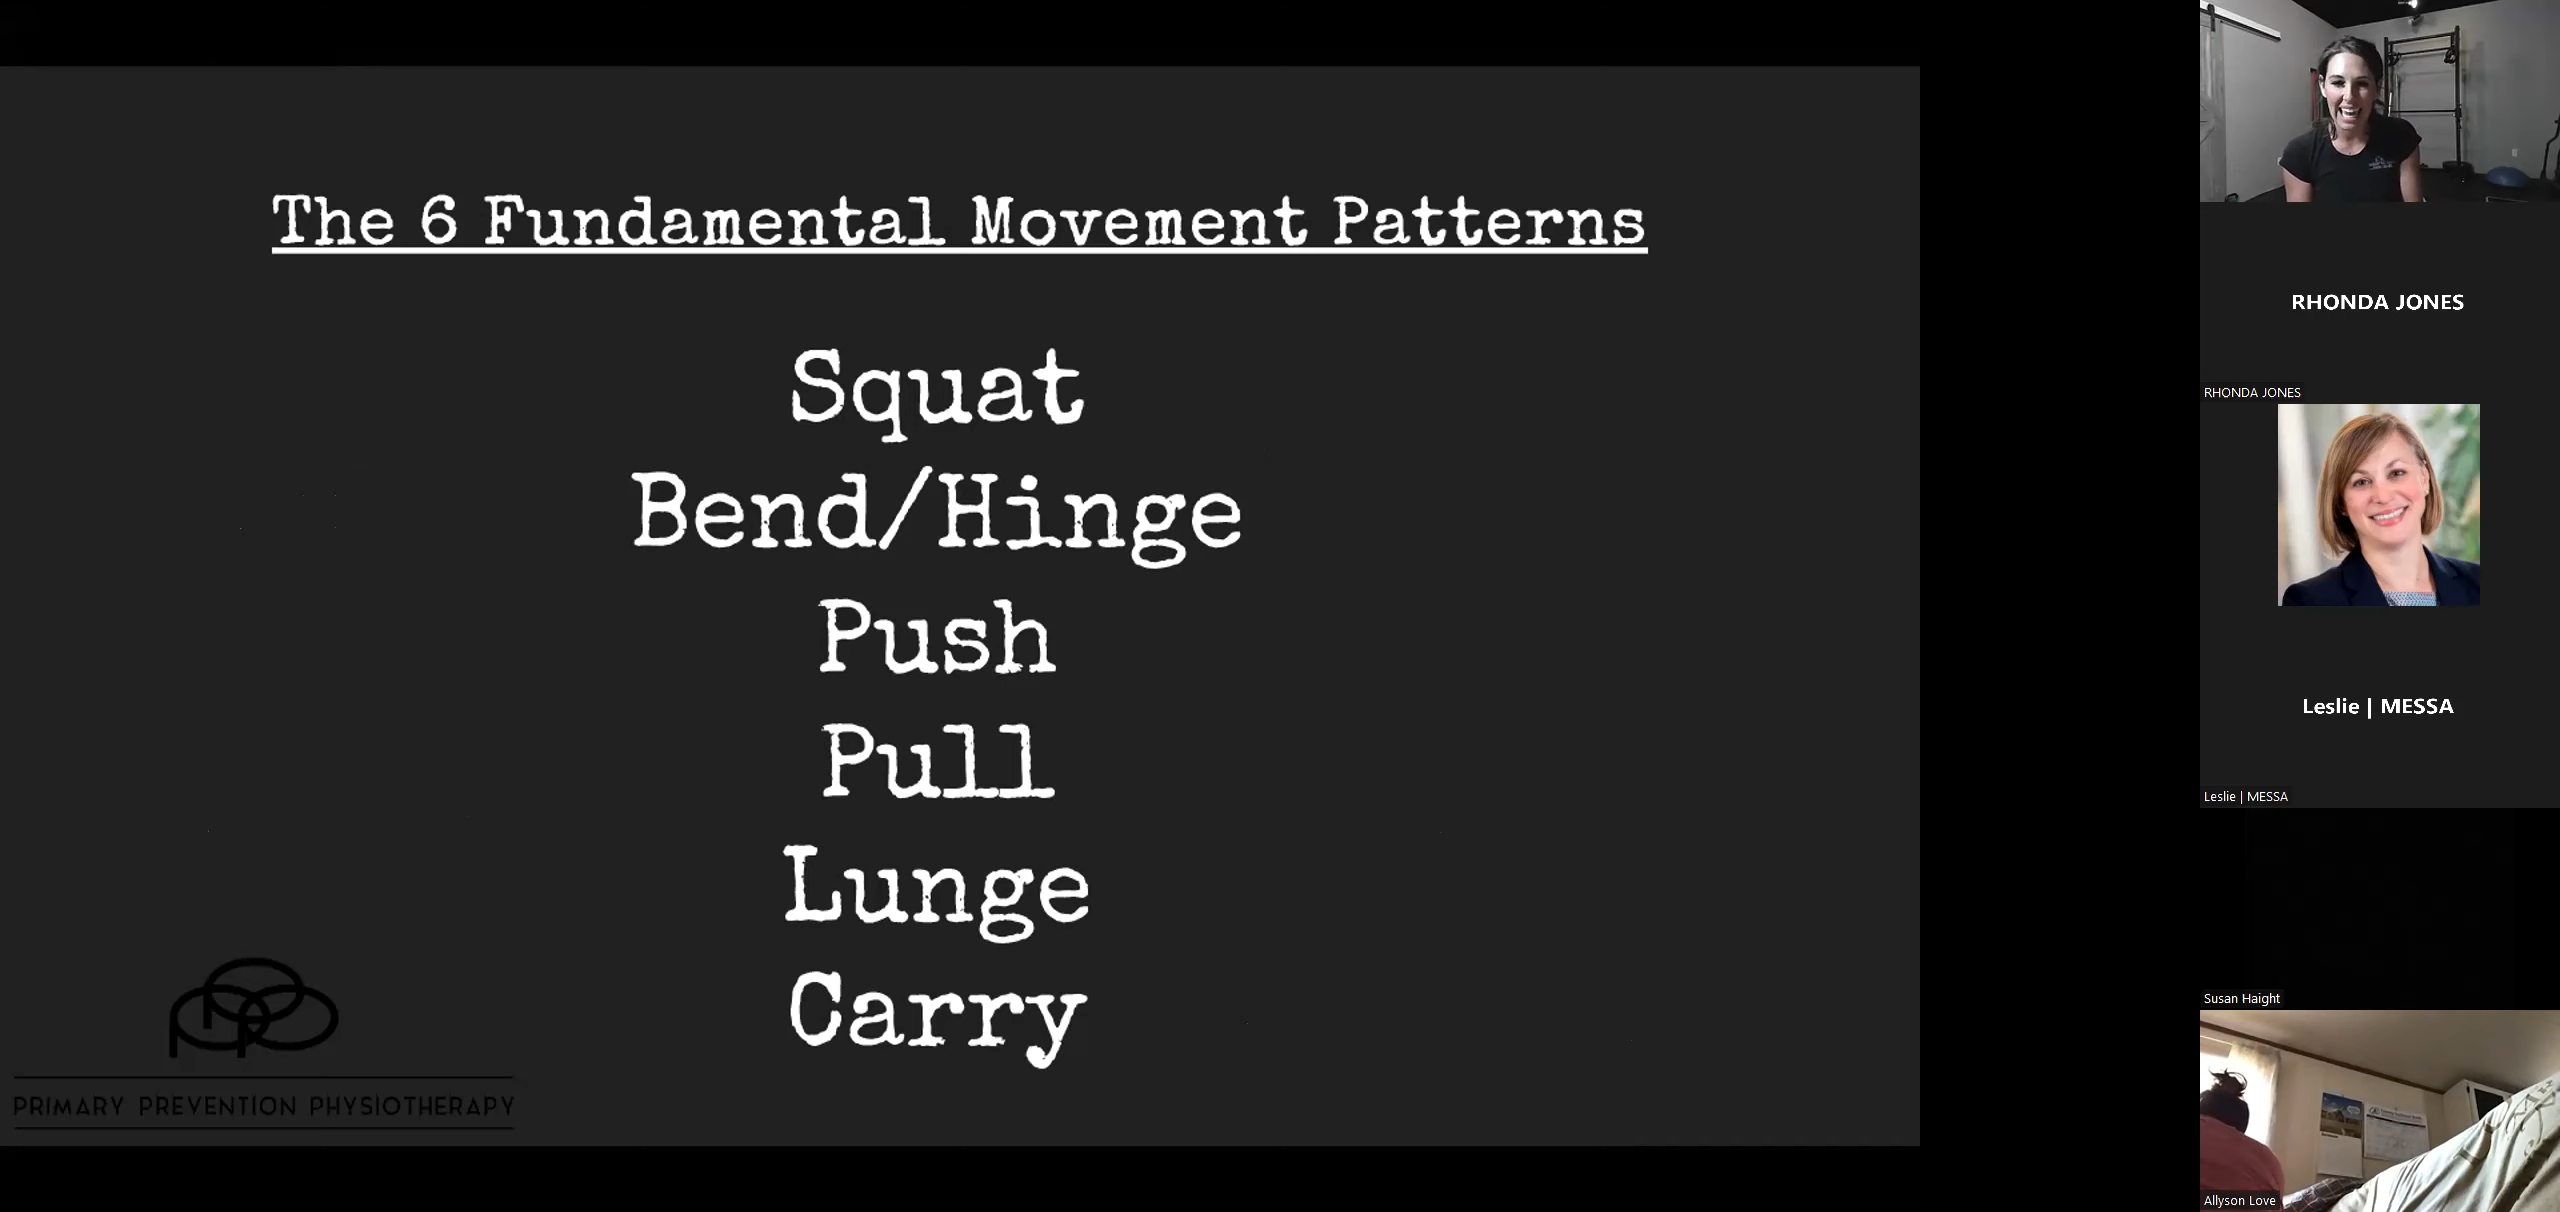 The 6 Fundamental Movement Patterns
Squat
Bend/Hinge
Push
Pull
Lunge
Carry
PRIMARY PREVENTION PHYSIOTHERAPY
RHONDA JONES
RHONDA JONES
Leslie | MESSA
Leslie | MESSA
Susan Haight
Allyson Love